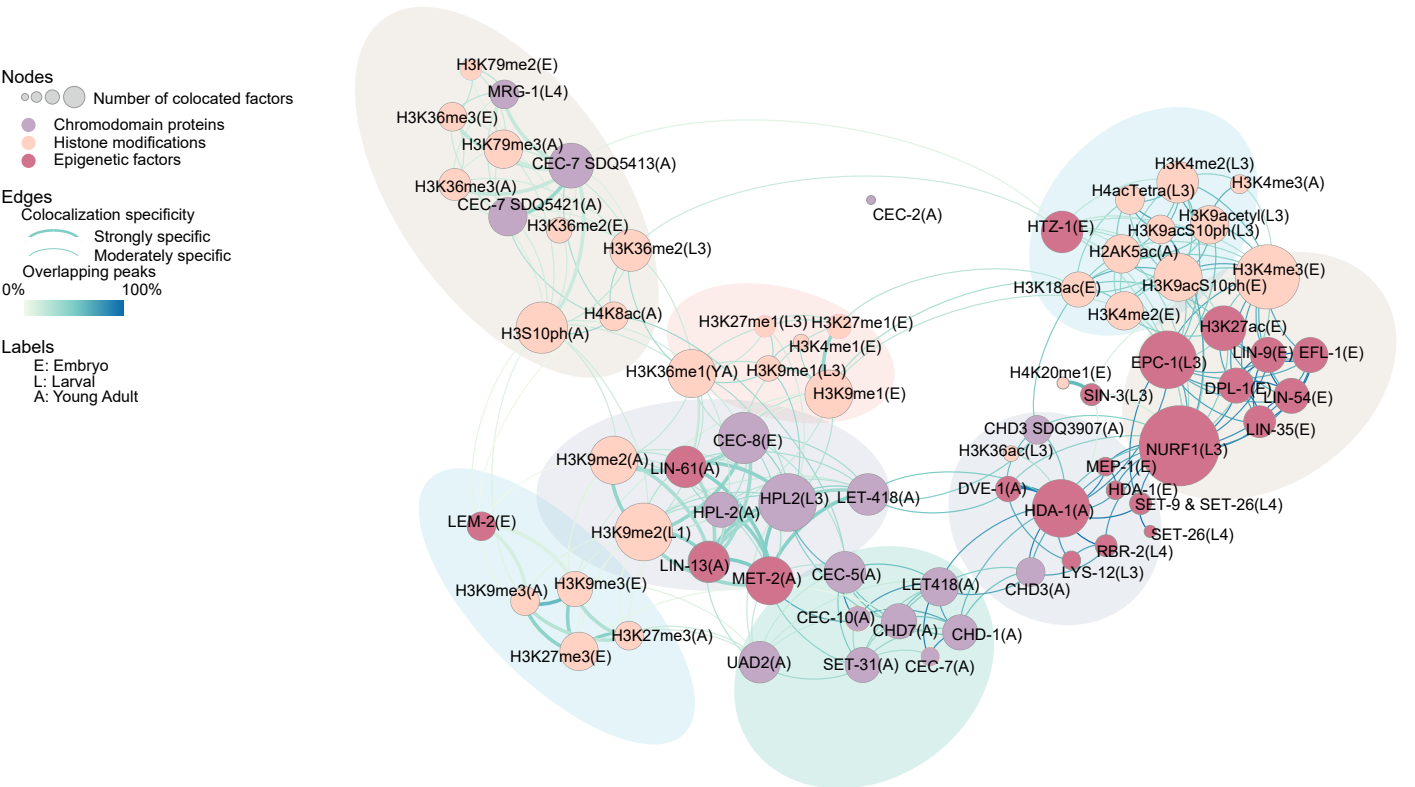 Nodes
Number of colocated factors
Chromodomain proteins
Histone modifications
Epigenetic factors
Edges
Colocalization specificity
Strongly specific
Moderately specific
Overlapping peaks
0% 100%
Labels
E: Embryo
L: Larval
A: Young Adult
H3K79me2(E)
MRG-1(L4)
H3K36me3(E)
H3K79me3(A)
CEC-7 SDQ5413(A)
H3K36me3(A)
CEC-7 SDQ5421(A)
H3K36me2(E)
H3K36me2(L3)
H4K8ac(A)
H3S10ph(A)
CEC-2(A)
H3K4me2(L3)
H3K4me3(A)
H4acTetra(L3)
H3K9acetyl(L3)
HTZ-1(E)
H3K9acS10ph(L3)
H2AK5ac(A)
H3K4me3(E)
H3K18ac(E)
H3K9acS10ph(E)
H3K4me2(E)
H3K27ac(E)
EPC-1(L3)
LIN-9(E)
EFL-1(E)
DPL-1(E)
LIN-54(E)
LIN-35(E)
NURF1(L3)
H3K27me1(L3)
H3K27me1(E)
H3K4me1(E)
H3K36me1(YA)
H3K9me1(L3)
H3K9me1(E)
H4K20me1(E)
SIN-3(L3)
CHD3 SDQ3907(A)
H3K36ac(L3)
MEP-1(E)
DVE-1(A)
HDA-1(E)
SET-9 & SET-26(L4)
HDA-1(A)
SET-26(L4)
RBR-2(L4)
LYS-12(L3)
CHD3(A)
CEC-8(E)
H3K9me2(A)
LIN-61(A)
HPL2(L3)
LET-418(A)
HPL-2(A)
H3K9me2(L1)
LIN-13(A)
MET-2(A)
LEM-2(E)
H3K9me3(A)
H3K9me3(E)
H3K27me3(A)
H3K27me3(E)
CEC-5(A)
LET418(A)
CEC-10(A)
CHD7(A)
CHD-1(A)
UAD2(A)
SET-31(A)
CEC-7(A)